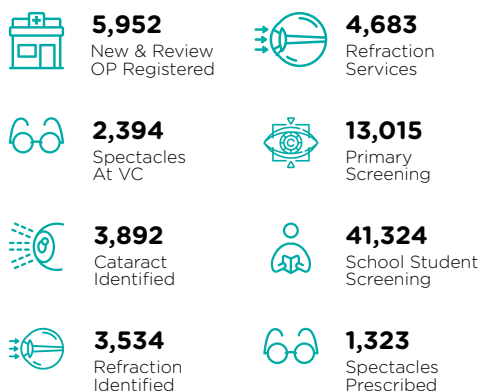 5,952
New & Review
OP Registered
4,683
Refraction
Services
2,394
Spectacles
At VC
13,015
Primary
Screening
3,892
Cataract
Identified
41,324
School Student
Screening
3,534
Refraction
Identified
1,323
Spectacles
Prescribed